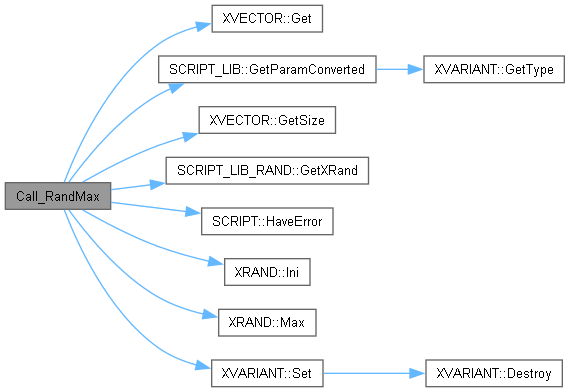 XVECTOR::Get
SCRIPT_LIB::GetParamConverted
XVARIANT::GetType
XVECTOR::GetSize
SCRIPT_LIB_RAND::GetXRand
Call_RandMax
SCRIPT::HaveError
XRAND::Ini
XRAND::Max
XVARIANT::Set
XVARIANT::Destroy